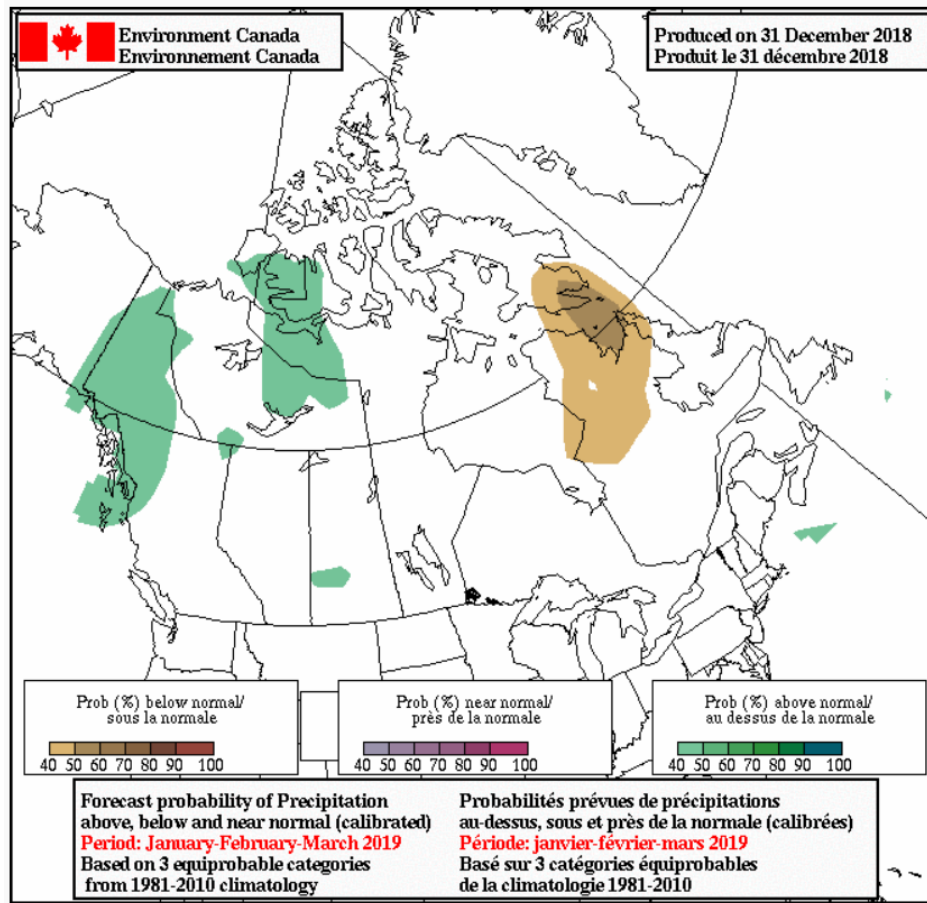 Environment Canada
Environnement Canada
Produced on 31 December 2018
Produit le 31 décembre 2018
Prob (%) below normal/
sous la normale
40 50 60 70 80 90 100
Prob (%) near normal/
près de la normale
40 50 60 70 80 90 100
Prob (%) above normal/
au dessus de la normale
40 50 60 70 80 90 100
Forecast probability of Precipitation
above, below and near normal (calibrated)
Period: January-February-March 2019
Based on 3 equiprobable categories
from 1981-2010 climatology
Probabilités prévues de précipitations
au-dessus, sous et près de la normale (calibrées)
Période: janvier-février-mars 2019
Basé sur 3 catégories équiprobables
de la climatologie 1981-2010